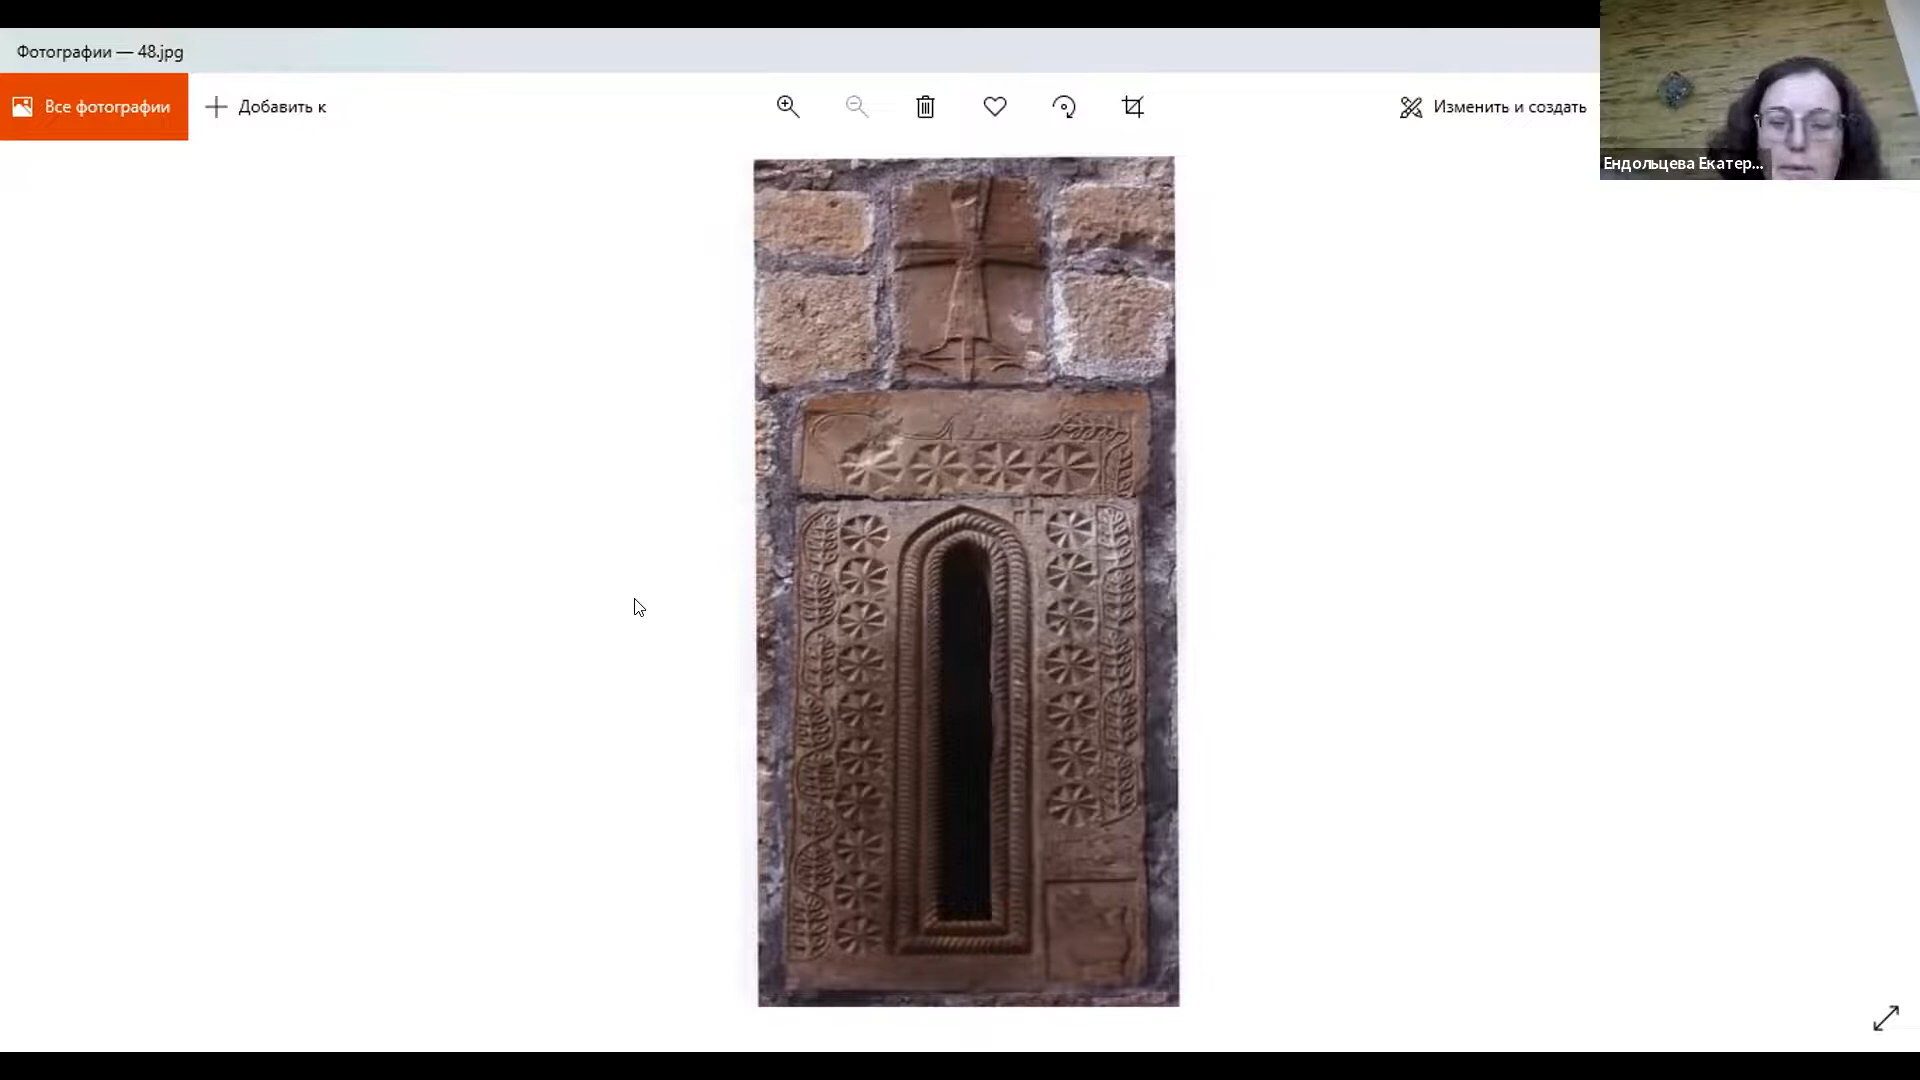 Фотографии — 48.jpg
Все фотографии
Добавить к
Изменить и создать
Ендольцева Екатер...